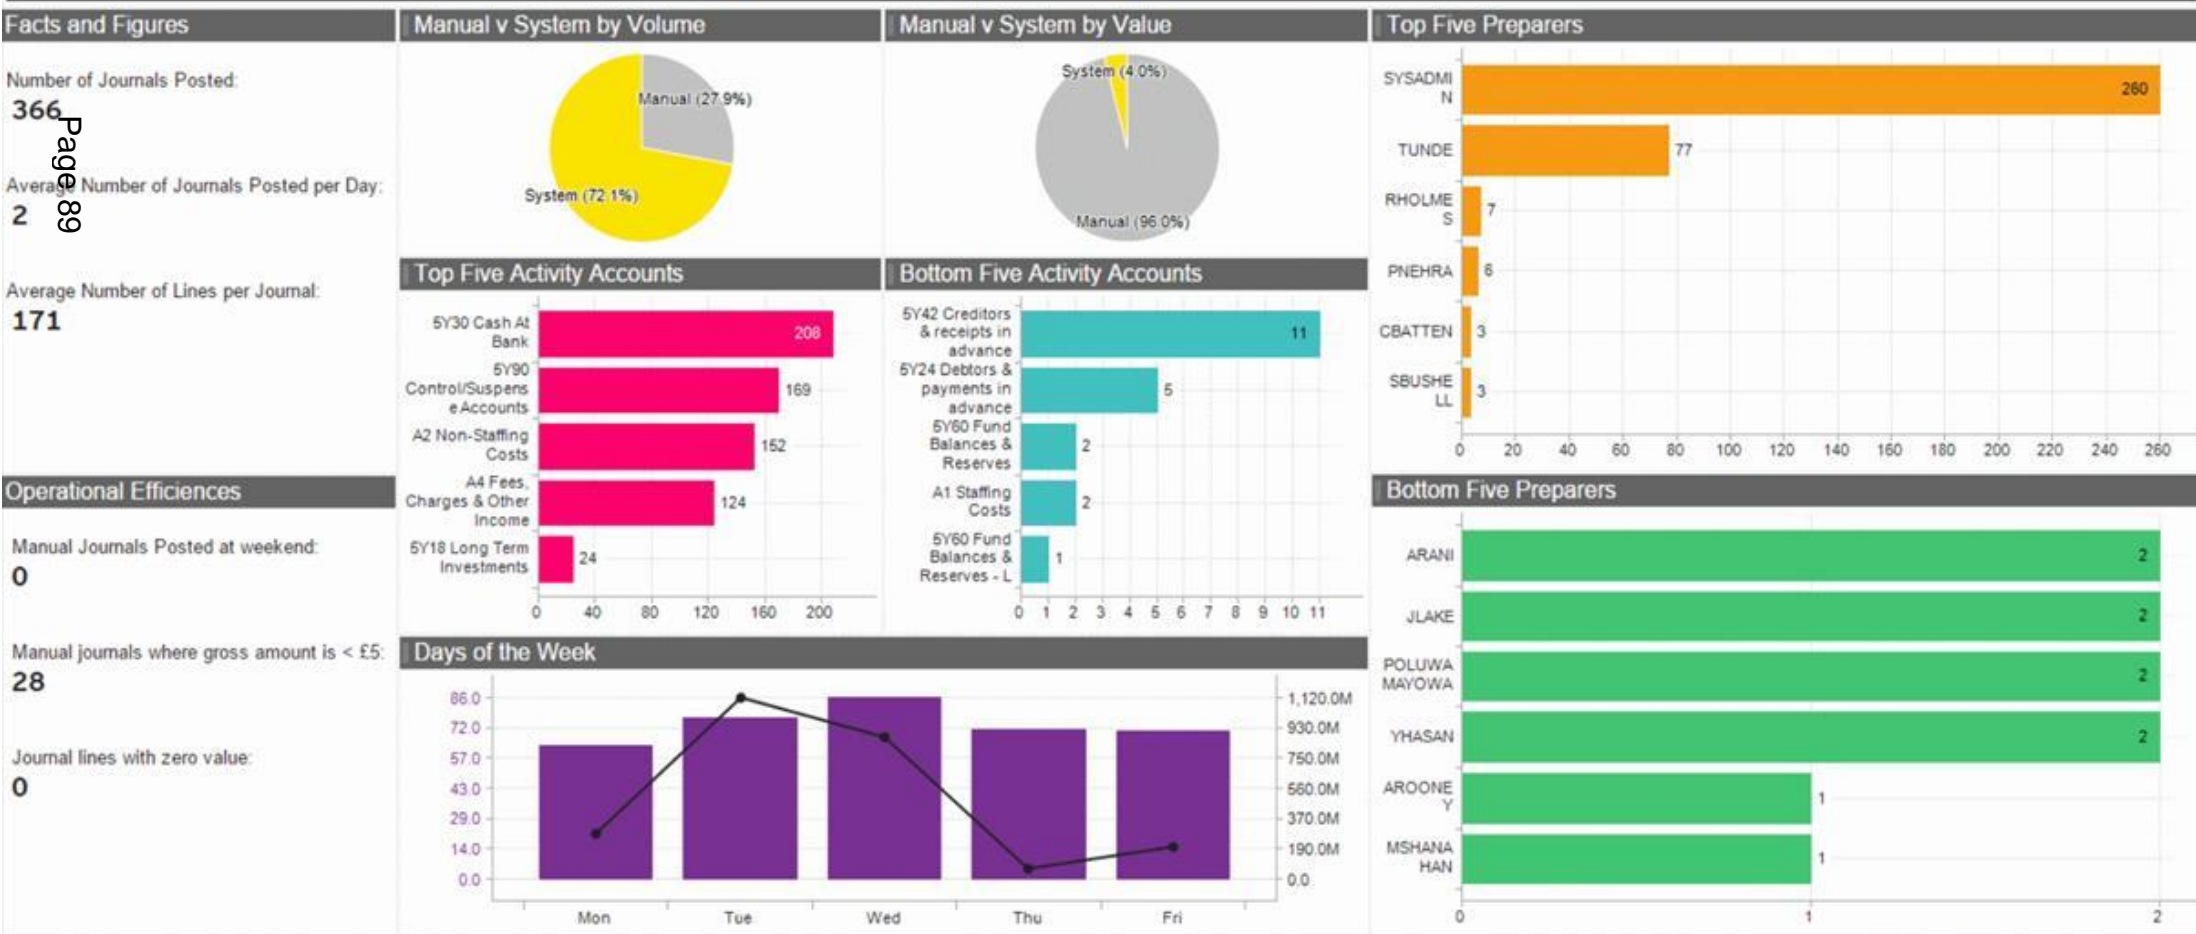 Facts and Figures
Number of Journals Posted:
366
Average Number of Journals Posted per Day:
2
Average Number of Lines per Journal:
171
Page 89
Operational Efficiences
Manual Journals Posted at weekend:
0
Manual journals where gross amount is < £5:
28
Journal lines with zero value:
0
Manual v System by Volume
Manual (27.9%)
System (72.1%)
Manual v System by Value
System (4.0%)
Manual (96.0%)
Top Five Activity Accounts
5Y30 Cash At
Bank
208
5Y90
Control/Suspens
e Accounts
169
A2 Non-Staffing
Costs
152
A4 Fees,
Charges & Other
Income
124
5Y18 Long Term
Investments
24
0 40 80 120 160 200
Bottom Five Activity Accounts
5Y42 Creditors
& receipts in
advance
11
5Y24 Debtors &
payments in
advance
5
5Y60 Fund
Balances &
Reserves
2
A1 Staffing
Costs
2
5Y60 Fund
Balances &
Reserves - L
1
0 1 2 3 4 5 6 7 8 9 10 11
Days of the Week
86.0 1,120.0M
72.0 930.0M
57.0 750.0M
43.0 560.0M
29.0 370.0M
14.0 190.0M
0.0 0.0
Mon Tue Wed Thu Fri
Top Five Preparers
SYSADMI
N
260
TUNDE
77
RHOLME
S
7
PNEHRA
6
CBATTEN
3
SBUSHE
LL
3
0 20 40 60 80 100 120 140 160 180 200 220 240 260
Bottom Five Preparers
ARANI
2
JLAKE
2
POLUWA
MAYOWA
2
YHASAN
2
AROONE
Y
1
MSHANA
HAN
1
0 1 2